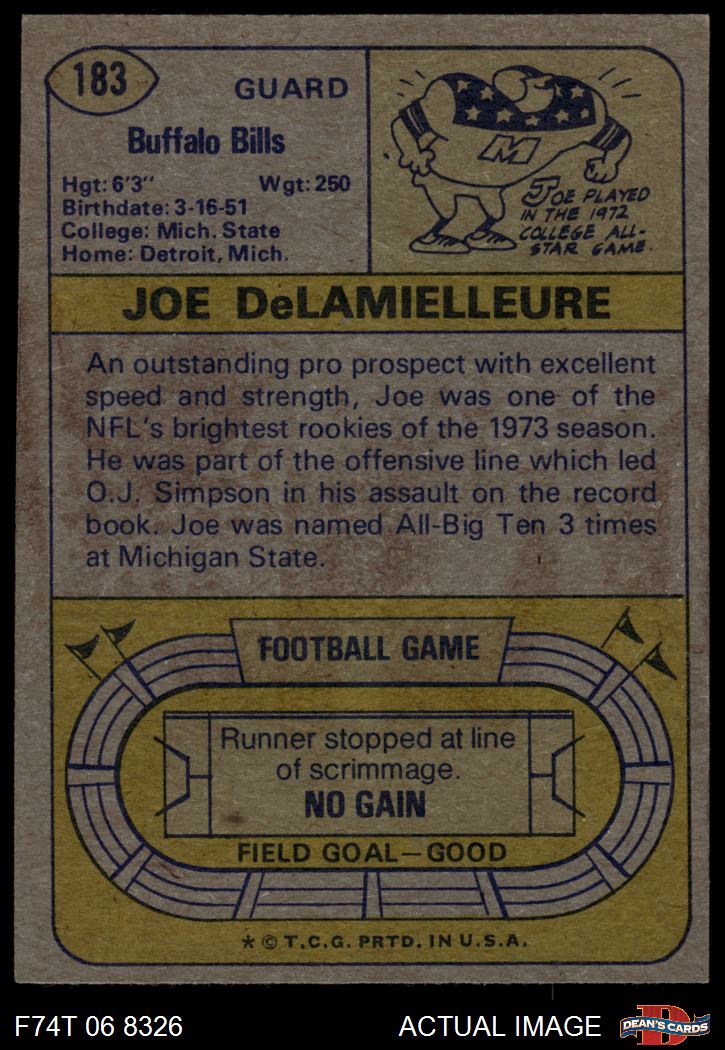 183
GUARD
Buffalo Bills
Hgt: 6'3" Wgt: 250
Birthdate: 3-16-51
College: Mich. State
Home: Detroit, Mich.
M
JOE PLAYED
IN THE 1972
COLLEGE ALL-
STAR GAME.
JOE DeLAMIELLEURE
An outstanding pro prospect with excellent
speed and strength, Joe was one of the
NFL's brightest rookies of the 1973 season.
He was part of the offensive line which led
O.J. Simpson in his assault on the record
book. Joe was named All-Big Ten 3 times
at Michigan State.
FOOTBALL GAME
Runner stopped at line
of scrimmage.
NO GAIN
FIELD GOAL—GOOD
* © T.C.G. PRTD. IN U.S.A.
F74T 06 8326 ACTUAL IMAGE
D
DEAN'S CARDS